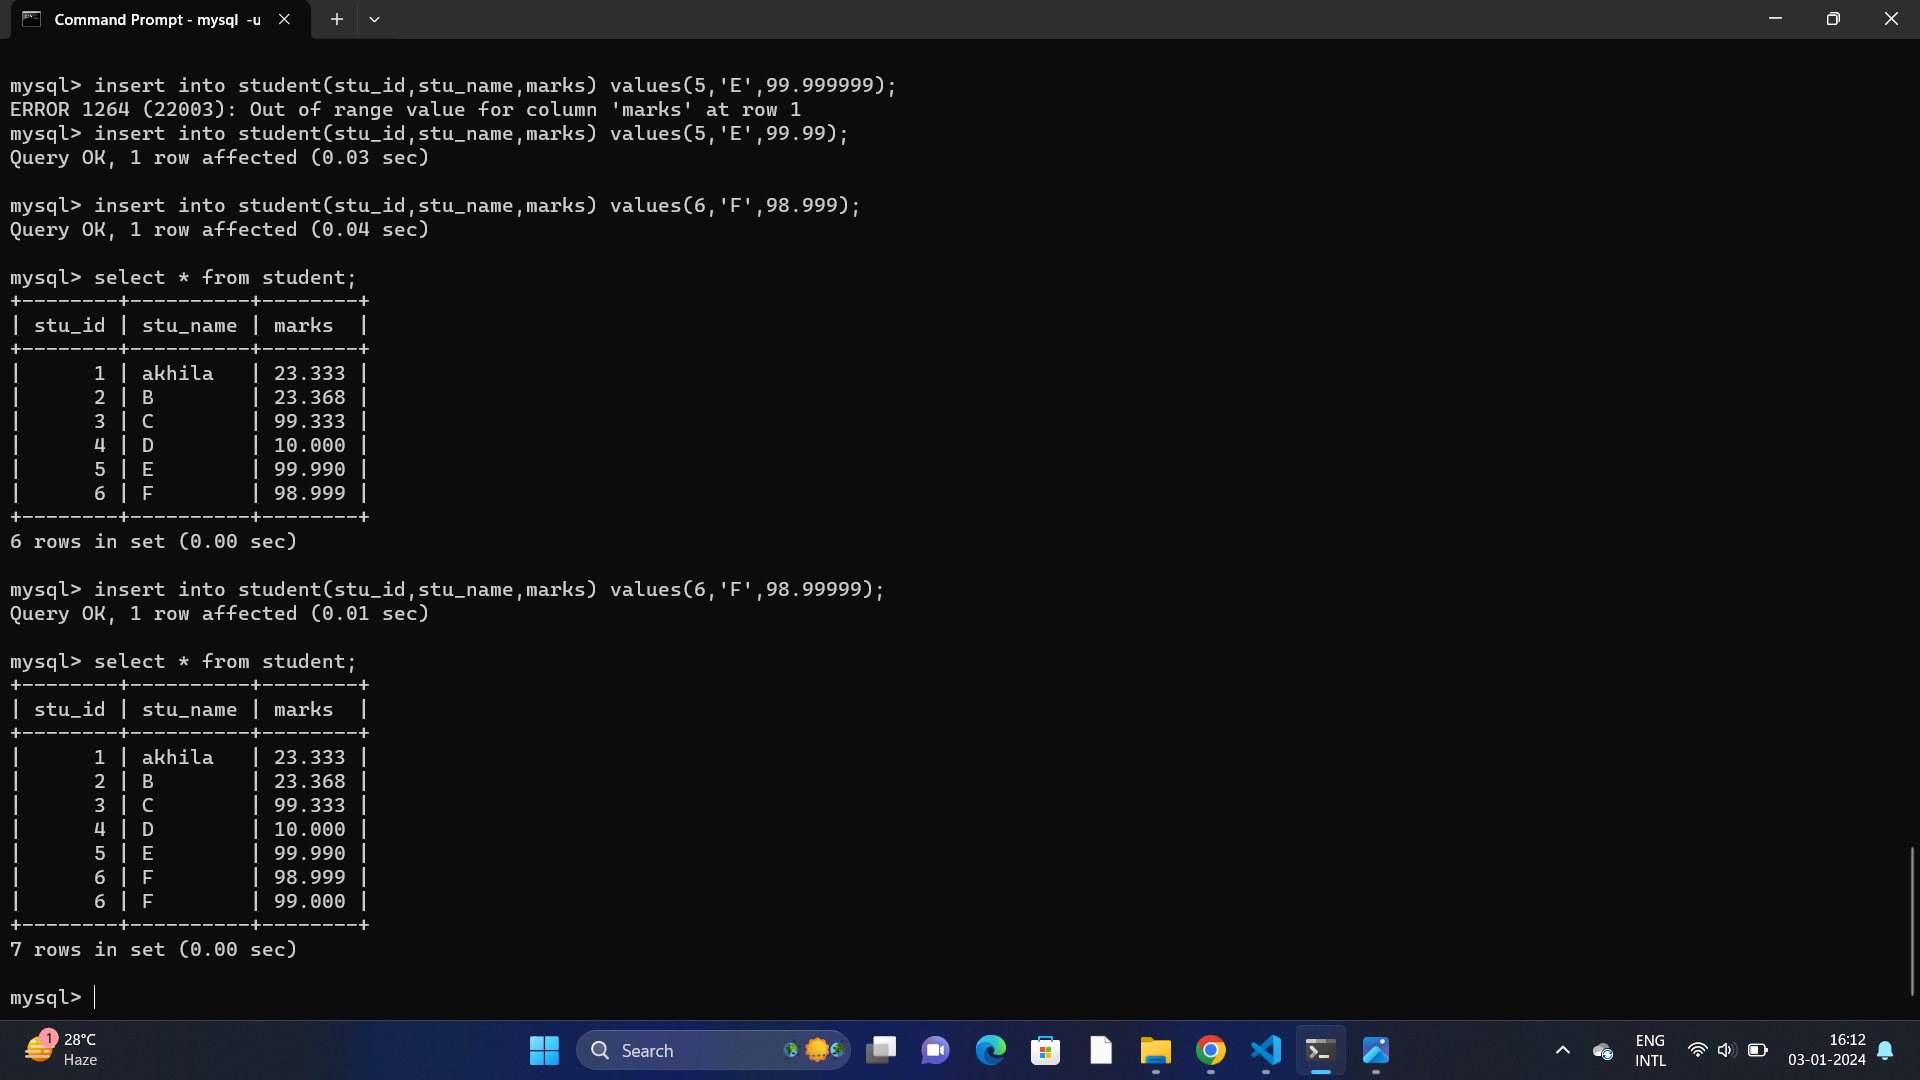 Command Prompt - mysql -u
mysql> insert into student(stu_id,stu_name,marks) values(5,'E',99.999999);
ERROR 1264 (22003): Out of range value for column 'marks' at row 1
mysql> insert into student(stu_id,stu_name,marks) values(5,'E',99.99);
Query OK, 1 row affected (0.03 sec)
mysql> insert into student(stu_id,stu_name,marks) values(6,'F',98.999);
Query OK, 1 row affected (0.04 sec)
mysql> select * from student;
+--------+----------+--------+
| stu_id | stu_name | marks  |
+--------+----------+--------+
|      1 | akhila   | 23.333 |
|      2 | B        | 23.368 |
|      3 | C        | 99.333 |
|      4 | D        | 10.000 |
|      5 | E        | 99.990 |
|      6 | F        | 98.999 |
+--------+----------+--------+
6 rows in set (0.00 sec)
mysql> insert into student(stu_id,stu_name,marks) values(6,'F',98.99999);
Query OK, 1 row affected (0.01 sec)
mysql> select * from student;
+--------+----------+--------+
| stu_id | stu_name | marks  |
+--------+----------+--------+
|      1 | akhila   | 23.333 |
|      2 | B        | 23.368 |
|      3 | C        | 99.333 |
|      4 | D        | 10.000 |
|      5 | E        | 99.990 |
|      6 | F        | 98.999 |
|      6 | F        | 99.000 |
+--------+----------+--------+
7 rows in set (0.00 sec)
mysql>
1
28°C
Haze
Search
ENG
INTL
16:12
03-01-2024